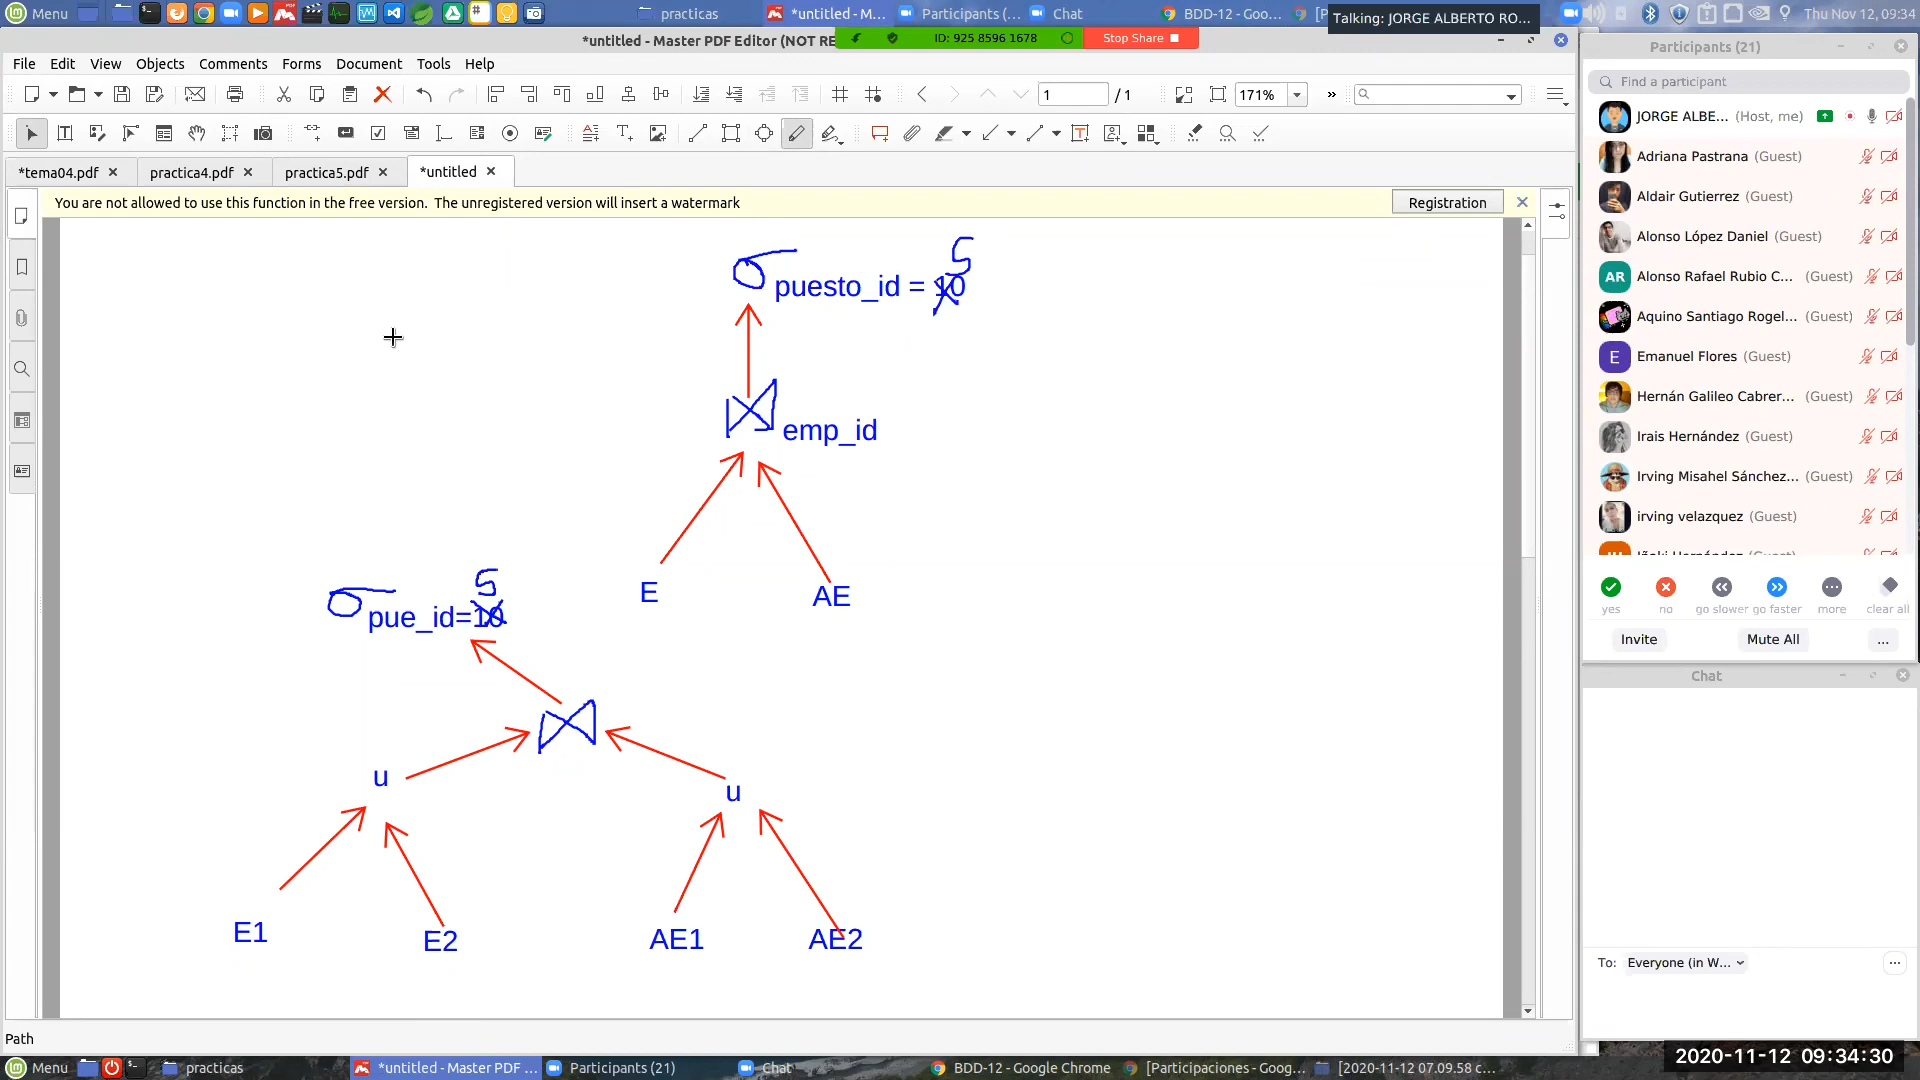 Menu
practicas
*untitled - M...
Participants (...
Chat
BDD-12 - Goo...
Talking: JORGE ALBERTO RO...
Thu Nov 12, 09:34
*untitled - Master PDF Editor (NOT RE
ID: 925 8596 1678
Stop Share
File Edit View Objects Comments Forms Document Tools Help
1 / 1
171%
*tema04.pdf
practica4.pdf
practica5.pdf
*untitled
You are not allowed to use this function in the free version. The unregistered version will insert a watermark
Registration
σ puesto_id = 10
5
emp_id
E
AE
σ pue_id=10
5
u
u
E1
E2
AE1
AE2
Path
Participants (21)
Find a participant
JORGE ALBE... (Host, me)
Adriana Pastrana (Guest)
Aldair Gutierrez (Guest)
Alonso López Daniel (Guest)
AR Alonso Rafael Rubio C... (Guest)
Aquino Santiago Rogel... (Guest)
E Emanuel Flores (Guest)
Hernán Galileo Cabrer... (Guest)
Irais Hernández (Guest)
Irving Misahel Sánchez... (Guest)
irving velazquez (Guest)
yes no go slower go faster more clear all
Invite
Mute All
...
Chat
To: Everyone (in W...
2020-11-12 09:34:30
Menu
practicas
*untitled - Master PDF ...
Participants (21)
Chat
BDD-12 - Google Chrome
[Participaciones - Goog...
[2020-11-12 07.09.58 c...